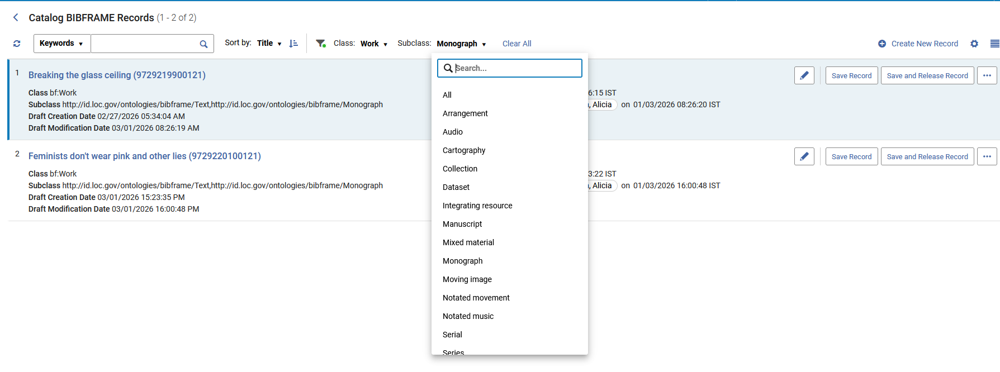 Catalog BIBFRAME Records (1 - 2 of 2)
Keywords Sort by: Title Class: Work Subclass: Monograph Clear All Create New Record
Search...
All
Arrangement
Audio
Cartography
Collection
Dataset
Integrating resource
Manuscript
Mixed material
Monograph
Moving image
Notated movement
Notated music
Serial
Series
1 Breaking the glass ceiling (9729219900121) Save Record Save and Release Record
Class bf:Work 6:15 IST
Subclass http://id.loc.gov/ontologies/bibframe/Text,http://id.loc.gov/ontologies/bibframe/Monograph , Alicia on 01/03/2026 08:26:20 IST
Draft Creation Date 02/27/2026 05:34:04 AM
Draft Modification Date 03/01/2026 08:26:19 AM
2 Feminists don't wear pink and other lies (9729220100121) Save Record Save and Release Record
Class bf:Work 3:22 IST
Subclass http://id.loc.gov/ontologies/bibframe/Text,http://id.loc.gov/ontologies/bibframe/Monograph , Alicia on 01/03/2026 16:00:48 IST
Draft Creation Date 03/01/2026 15:23:35 PM
Draft Modification Date 03/01/2026 16:00:48 PM